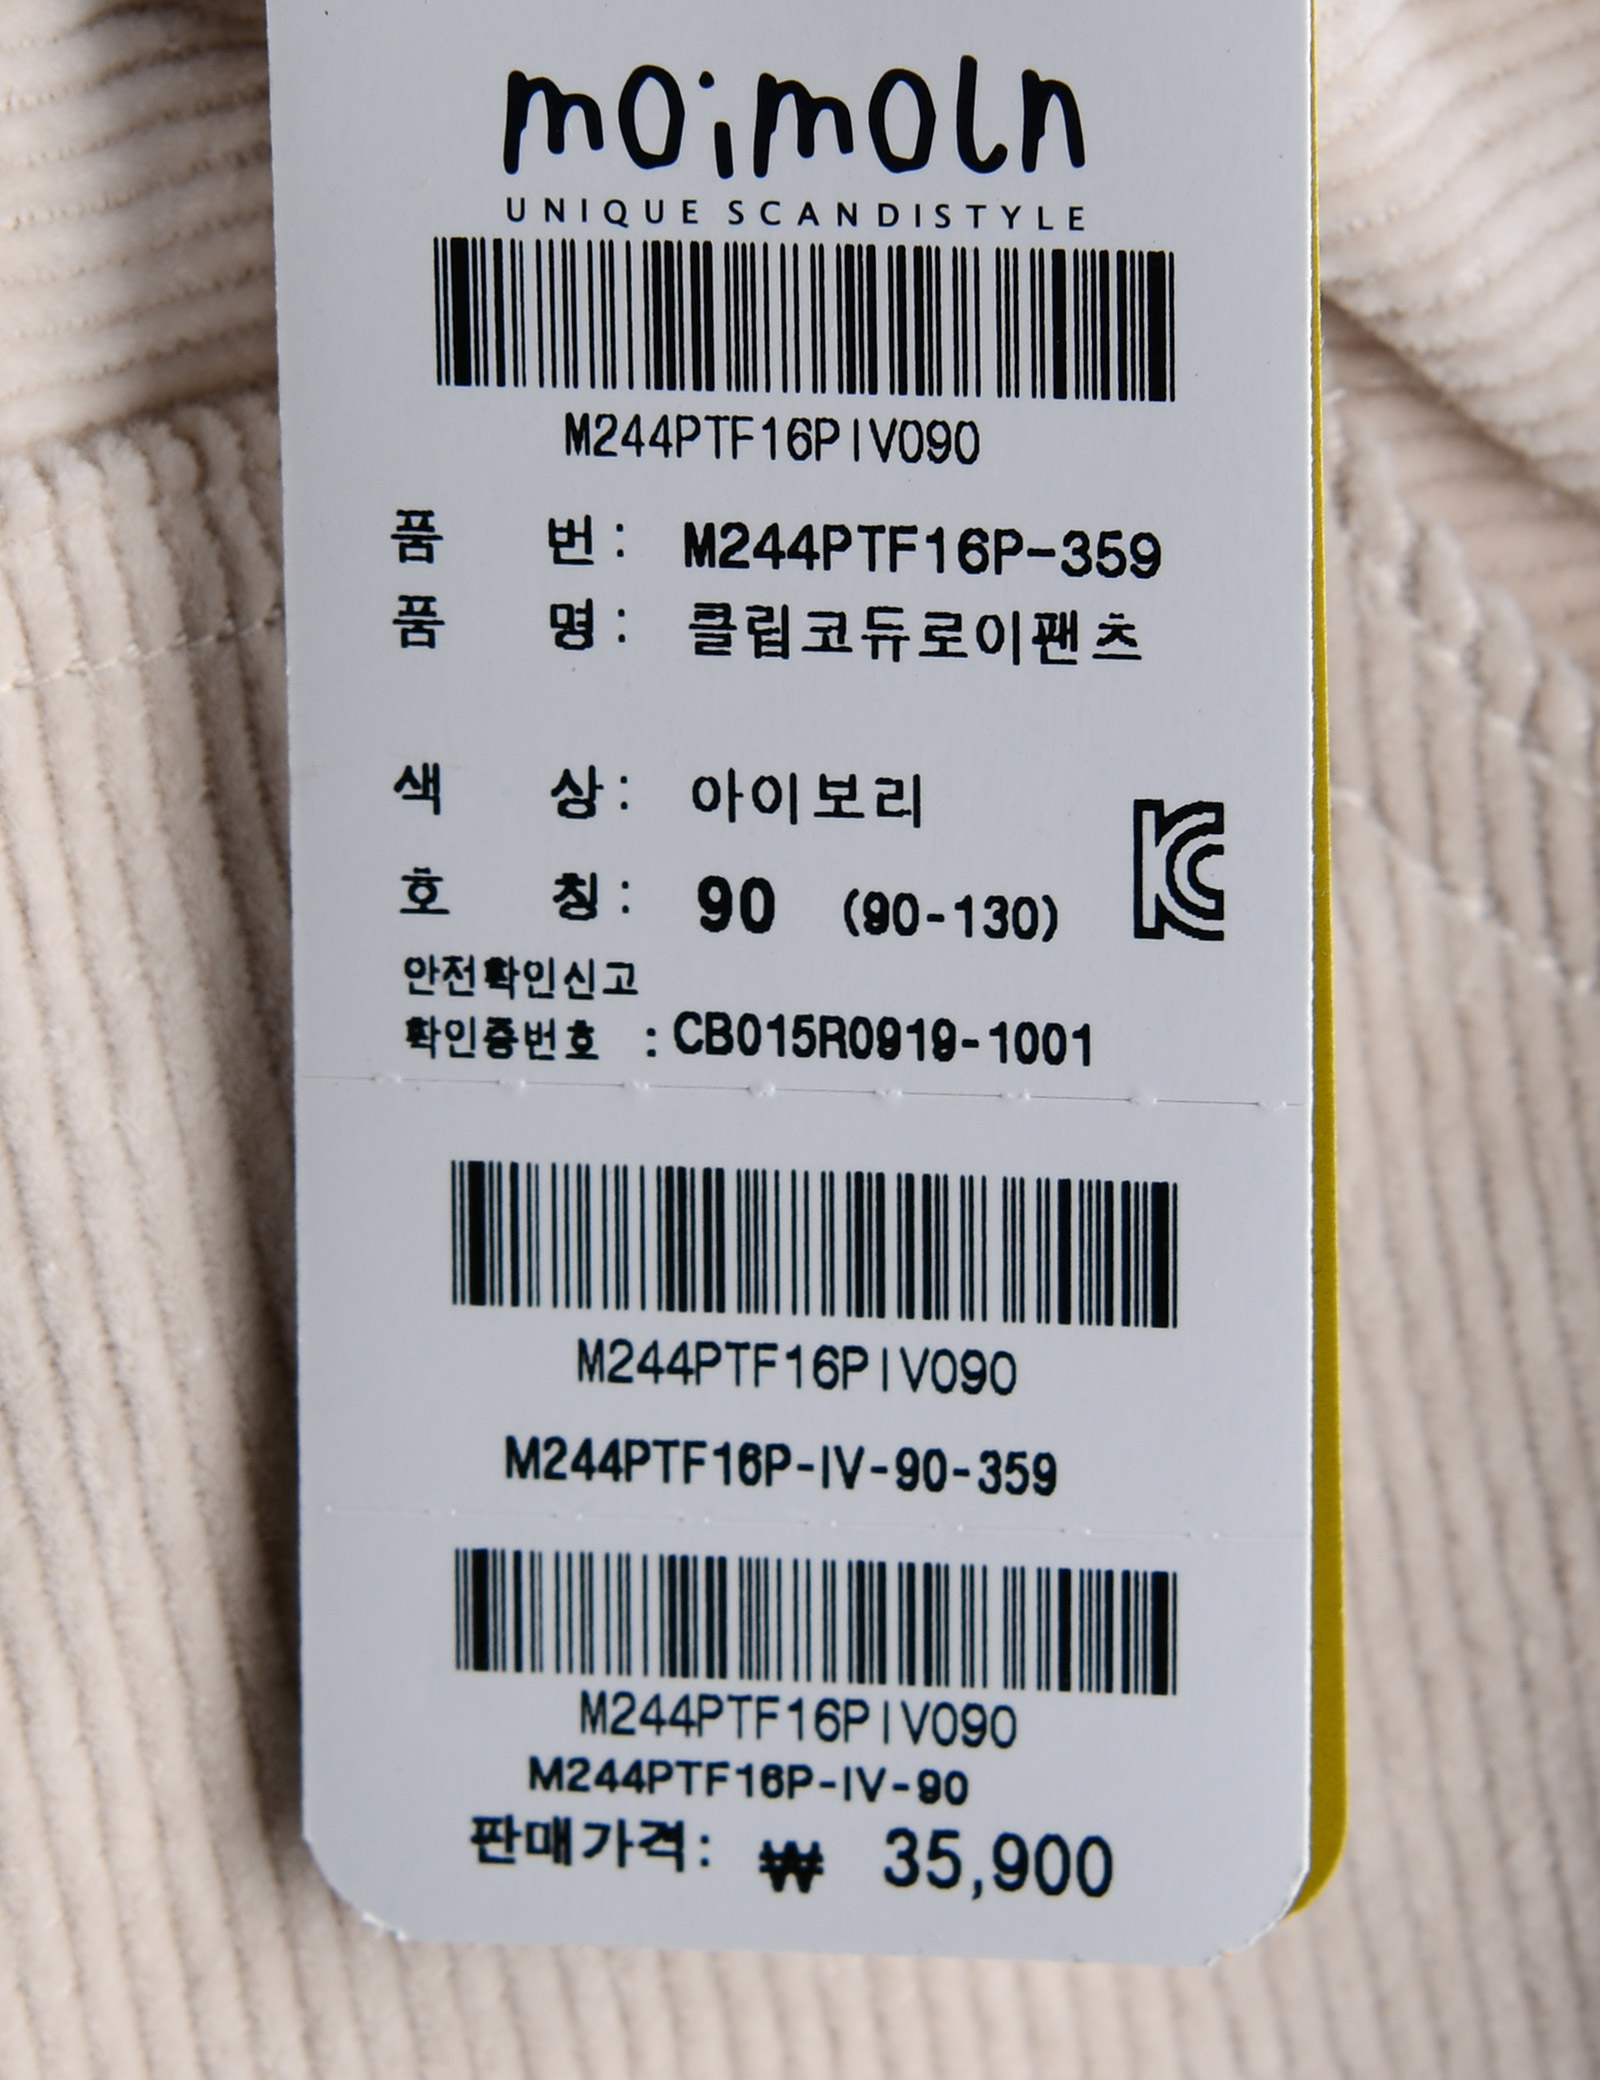 moimoln
UNIQUE SCANDISTYLE
M244PTF16PIV090
품 번 : M244PTF16P-359
품 명 : 클립코듀로이팬츠
색 상 : 아이보리
KC
호 칭 : 90 (90-130)
안전확인신고
확인증번호 : CB015R0919-1001
M244PTF16PIV090
M244PTF16P-IV-90-359
M244PTF16PIV090
M244PTF16P-IV-90
판매가격: ₩ 35,900